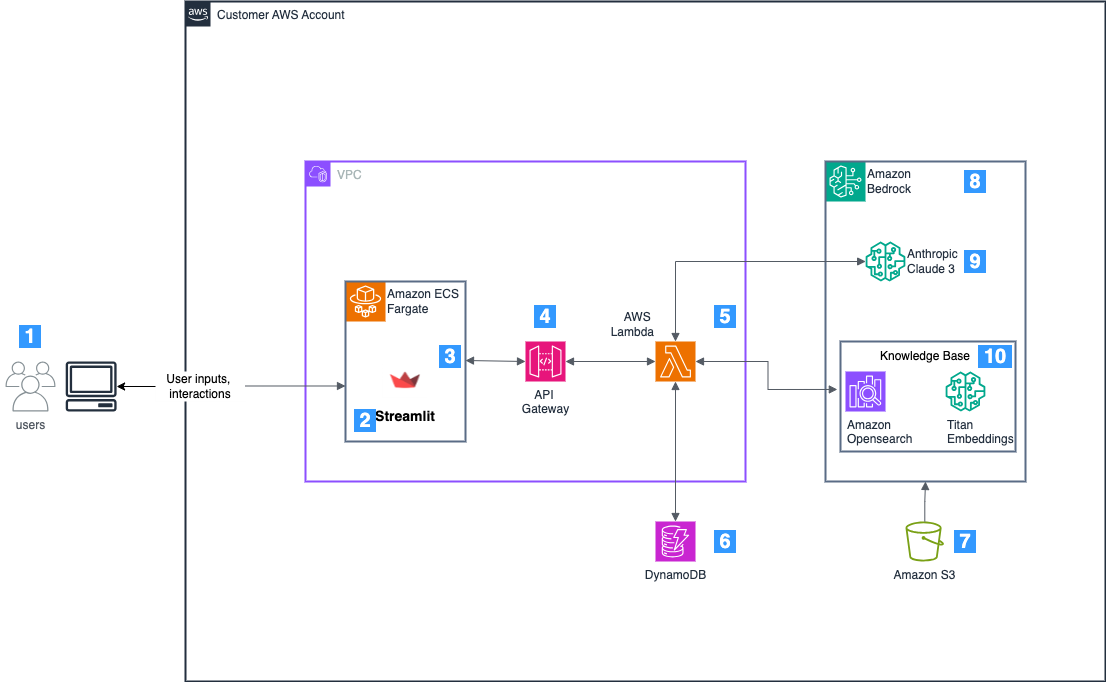 aws
Customer AWS Account
VPC
Amazon
Bedrock
8
Anthropic
Claude 3
9
Amazon ECS
Fargate
4
AWS
Lambda
5
1
3
Knowledge Base
10
User inputs,
interactions
API
Gateway
users
2
Streamlit
Amazon
Opensearch
Titan
Embeddings
6
7
DynamoDB
Amazon S3